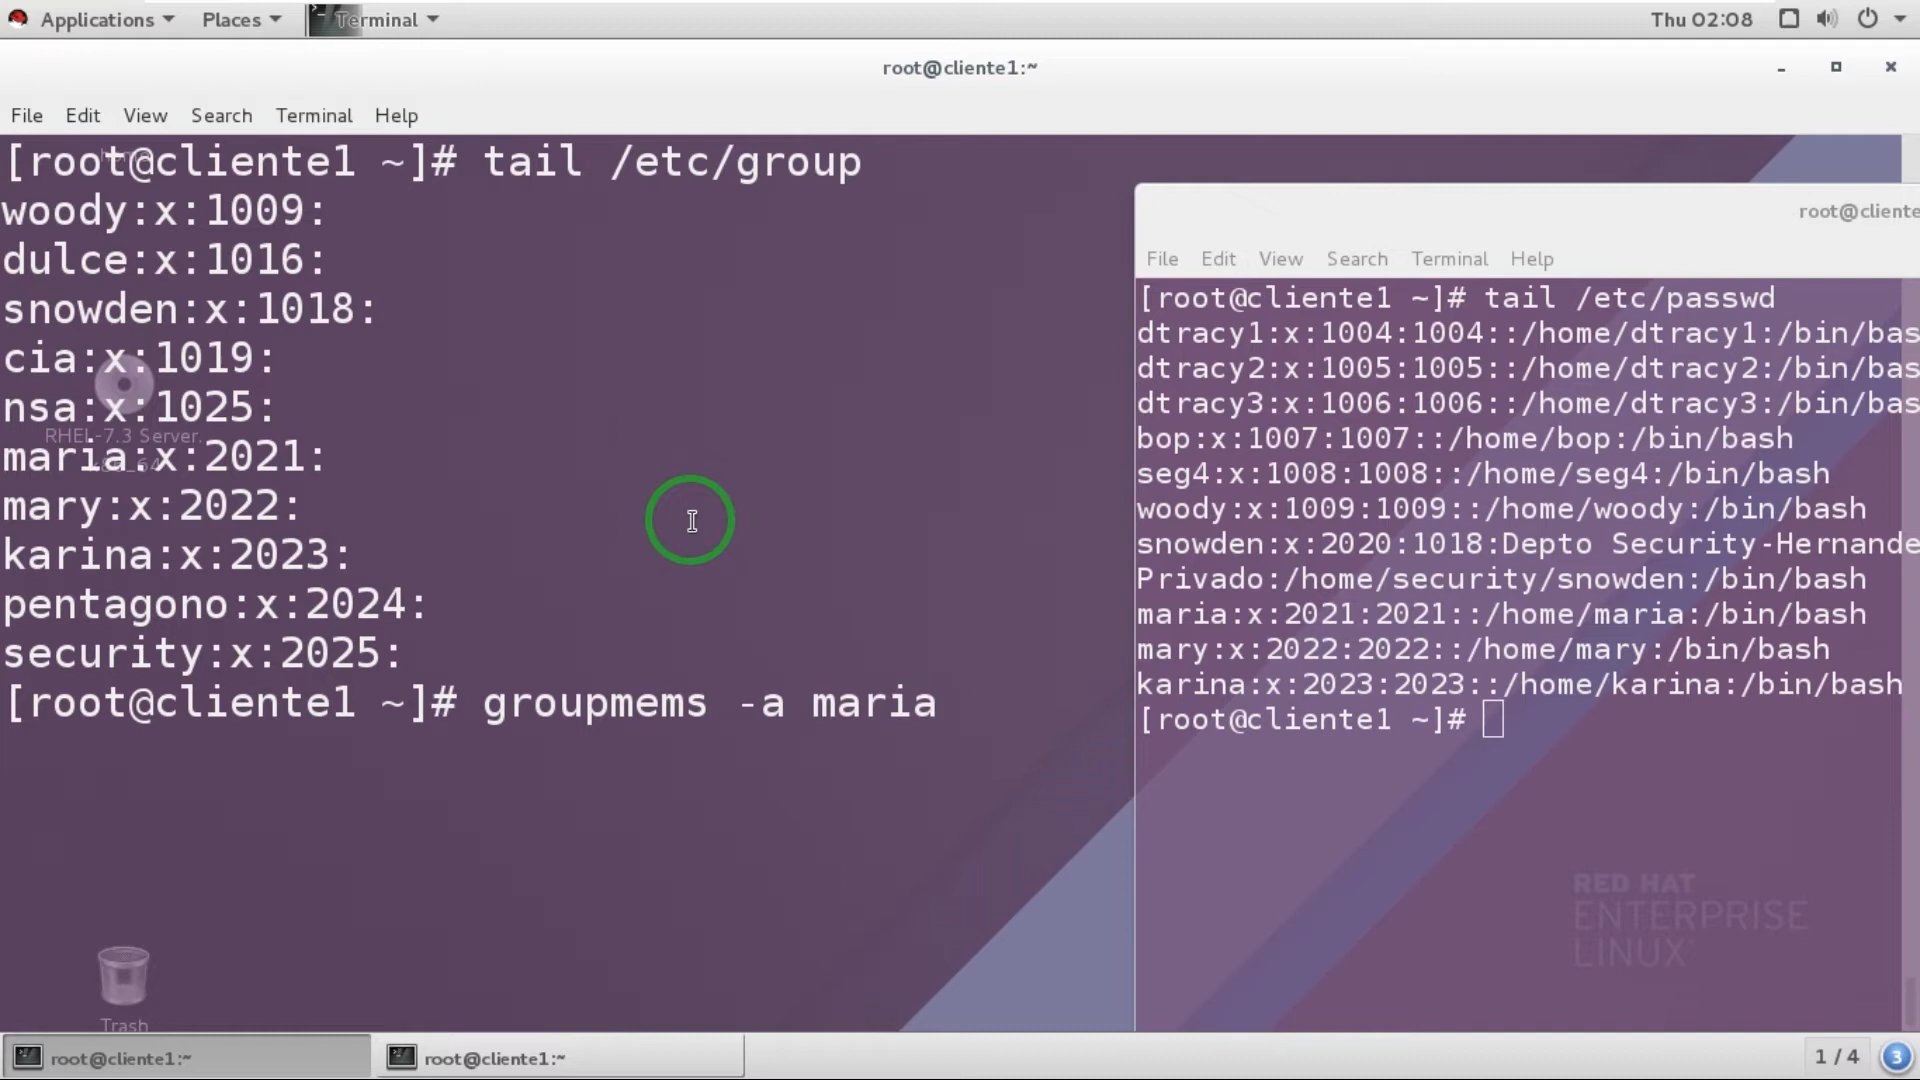 Applications Places Terminal Thu 02:08
root@cliente1:~
File Edit View Search Terminal Help
[root@cliente1 ~]# tail /etc/group
woody:x:1009:
dulce:x:1016:
snowden:x:1018:
cia:x:1019:
nsa:x:1025:
RHEL-7.3 Server.
maria:x:2021:
mary:x:2022:
karina:x:2023:
pentagono:x:2024:
security:x:2025:
[root@cliente1 ~]# groupmems -a maria
root@cliente
File Edit View Search Terminal Help
[root@cliente1 ~]# tail /etc/passwd
dtracy1:x:1004:1004::/home/dtracy1:/bin/bas
dtracy2:x:1005:1005::/home/dtracy2:/bin/bas
dtracy3:x:1006:1006::/home/dtracy3:/bin/bas
bop:x:1007:1007::/home/bop:/bin/bash
seg4:x:1008:1008::/home/seg4:/bin/bash
woody:x:1009:1009::/home/woody:/bin/bash
snowden:x:2020:1018:Depto Security-Hernande
Privado:/home/security/snowden:/bin/bash
maria:x:2021:2021::/home/maria:/bin/bash
mary:x:2022:2022::/home/mary:/bin/bash
karina:x:2023:2023::/home/karina:/bin/bash
[root@cliente1 ~]#
RED HAT
ENTERPRISE
LINUX
Trash
root@cliente1:~ root@cliente1:~ 1 / 4 3